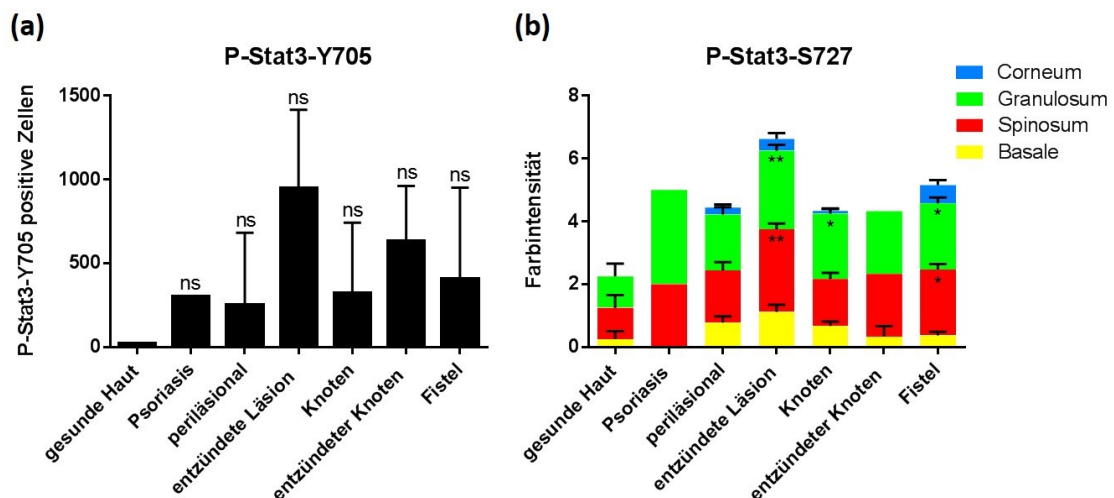 (a)
P-Stat3-Y705
P-Stat3-Y705 positive Zellen
1500
1000
500
0
ns
ns
ns
ns
ns
ns
gesunde Haut
Psoriasis
periläsional
entzündete Läsion
Knoten
entzündeter Knoten
Fistel
(b)
P-Stat3-S727
Farbintensität
8
6
4
2
0
**
**
*
*
*
gesunde Haut
Psoriasis
periläsional
entzündete Läsion
Knoten
entzündeter Knoten
Fistel
Corneum
Granulosum
Spinosum
Basale